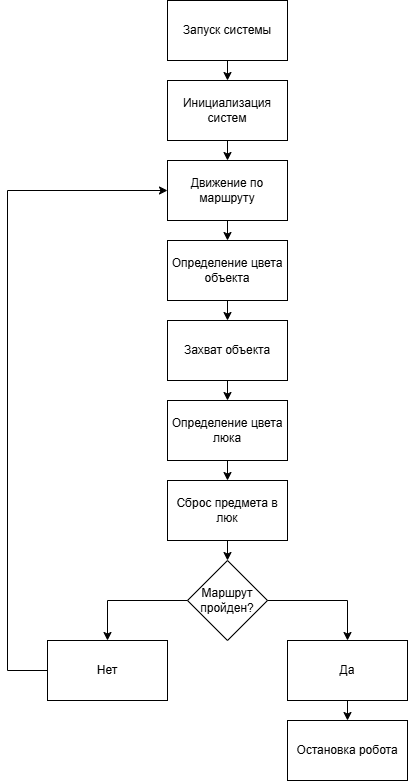 Запуск системы
Инициализация
систем
Движение по
маршруту
Определение цвета
объекта
Захват объекта
Определение цвета
люка
Сброс предмета в
люк
Маршрут
пройден?
Нет
Да
Остановка робота